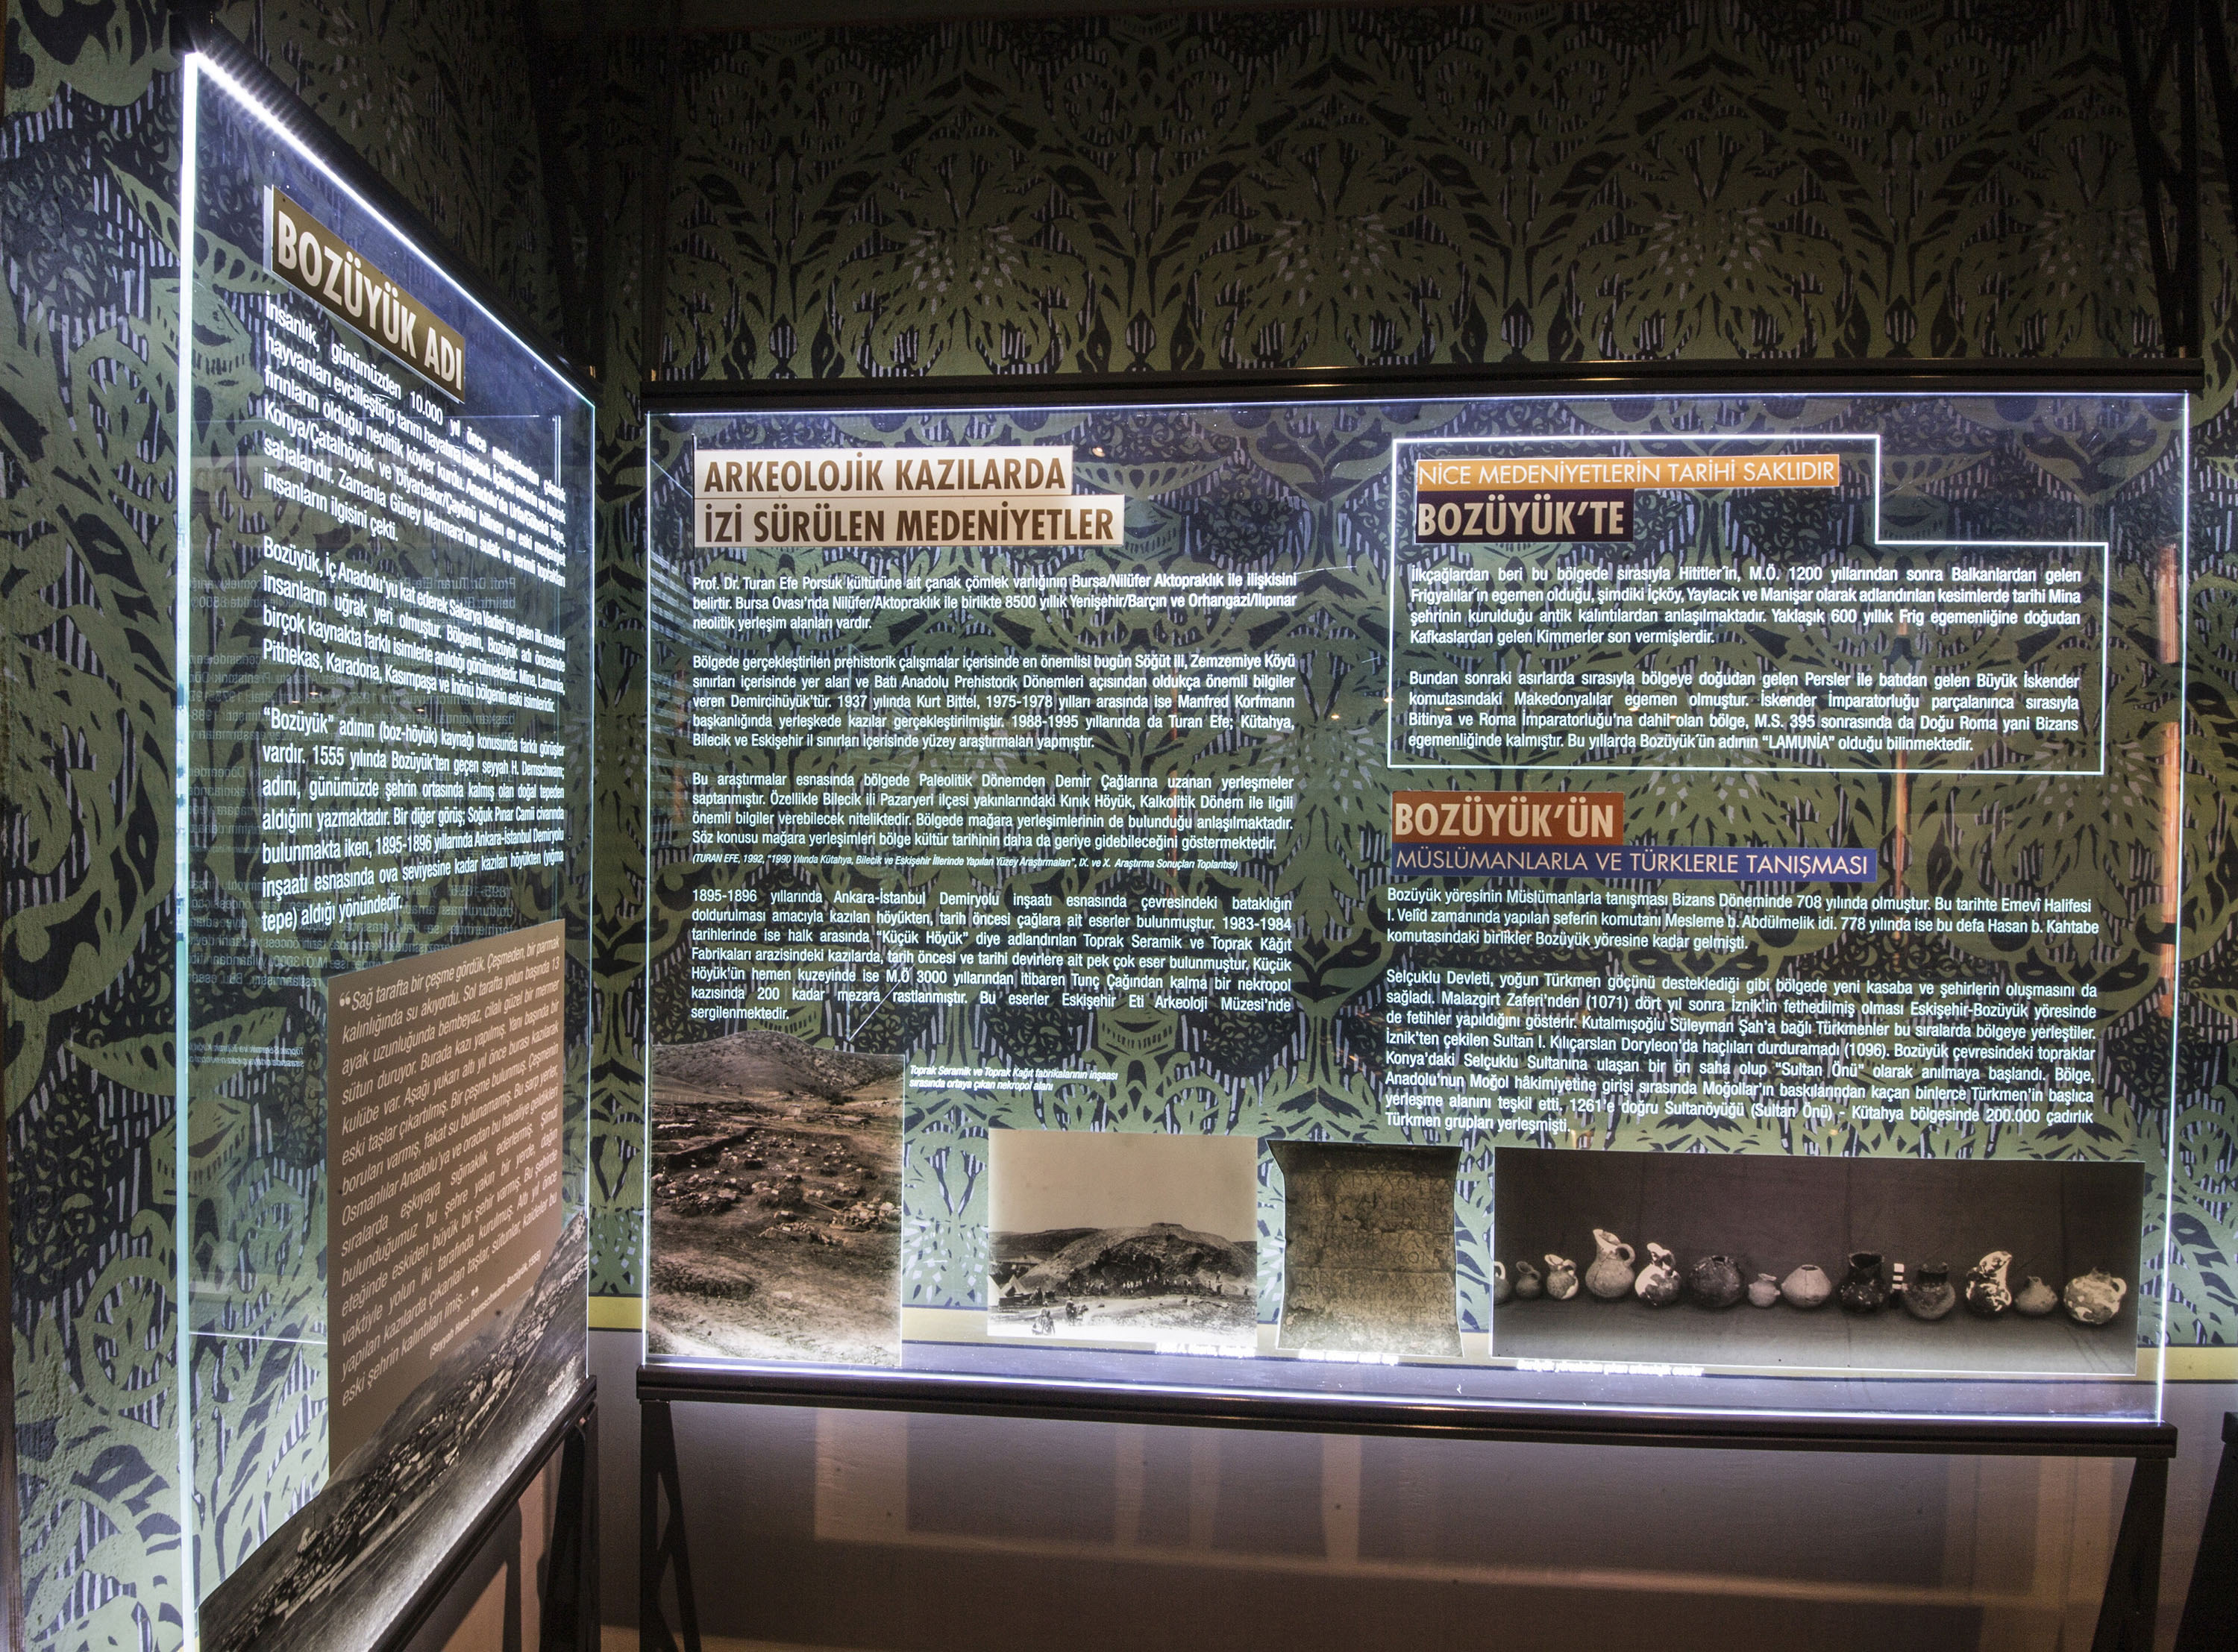 BOZÜYÜK ADI
İnsanlık, günümüzden 10.000 yıl önce mağaralardan çıkarak
hayvanları evcilleştirip tarım hayatına başladı. İçinde evlerin ve toprak
fırınların olduğu neolitik köyler kurdu. Anadolu'da Urfa/Göbekli Tepe,
Konya/Çatalhöyük ve Diyarbakır/Çayönü bilinen en eski medeniyet
sahalarıdır. Zamanla Güney Marmara'nın sulak ve verimli toprakları
insanların ilgisini çekti.
Bozüyük, İç Anadolu'yu kat ederek Sakarya Vadisi'ne gelen ilk medeni
insanların uğrak yeri olmuştur. Bölgenin, Bozüyük adı öncesinde
birçok kaynakta farklı isimlerle anıldığı görülmektedir. Mina, Lamunia,
Pithekas, Karadona, Kasımpaşa ve İnönü bölgenin eski isimleridir.
“Bozüyük” adının (boz-höyük) kaynağı konusunda farklı görüşler
vardır. 1555 yılında Bozüyük'ten geçen seyyah H. Dernschwam;
adını, günümüzde şehrin ortasında kalmış olan doğal tepeden
aldığını yazmaktadır. Bir diğer görüş; Soğuk Pınar Camii civarında
bulunmakta iken, 1895-1896 yıllarında Ankara-İstanbul Demiryolu
inşaatı esnasında ova seviyesine kadar kazılan höyükten (yığma
tepe) aldığı yönündedir.
“Sağ tarafta bir çeşme gördük. Çeşmeden, bir parmak
kalınlığında su akıyordu. Sol tarafta yolun başında 13
ayak uzunluğunda bembeyaz, cilalı güzel bir mermer
sütun duruyor. Burada kazı yapılmış. Yanı başında bir
kulübe var. Aşağı yukarı altı yıl önce burası kazılarak
eski taşlar çıkartılmış. Bir çeşme bulunmuş. Çeşmenin
boruları varmış, fakat su bulunamamış. Bu sarp yerler,
Osmanlılar Anadolu'ya ve oradan bu havaliye geldikleri
sıralarda eşkıyaya sığınaklık ederlermiş. Şimdi
bulunduğumuz bu şehre yakın bir yerde, dağın
eteğinde eskiden büyük bir şehir varmış. Bu şehirde
vaktiyle yolun iki tarafında kurulmuş. Altı yıl önce
yapılan kazılarda çıkarılan taşlar, sütunlar, kaideler bu
eski şehrin kalıntıları imiş...”
(Seyyah Hans Dernschwam-Bozüyük,1555)
ARKEOLOJİK KAZILARDA
İZİ SÜRÜLEN MEDENİYETLER
Prof. Dr. Turan Efe Porsuk kültürüne ait çanak çömlek varlığının Bursa/Nilüfer Aktopraklık ile ilişkisini
belirtir. Bursa Ovası'nda Nilüfer/Aktopraklık ile birlikte 8500 yıllık Yenişehir/Barçın ve Orhangazi/Ilıpınar
neolitik yerleşim alanları vardır.
Bölgede gerçekleştirilen prehistorik çalışmalar içerisinde en önemlisi bugün Söğüt ili, Zemzemiye Köyü
sınırları içerisinde yer alan ve Batı Anadolu Prehistorik Dönemleri açısından oldukça önemli bilgiler
veren Demircihüyük'tür. 1937 yılında Kurt Bittel, 1975-1978 yılları arasında ise Manfred Korfmann
başkanlığında yerleşkede kazılar gerçekleştirilmiştir. 1988-1995 yıllarında da Turan Efe; Kütahya,
Bilecik ve Eskişehir il sınırları içerisinde yüzey araştırmaları yapmıştır.
Bu araştırmalar esnasında bölgede Paleolitik Dönemden Demir Çağlarına uzanan yerleşmeler
saptanmıştır. Özellikle Bilecik ili Pazaryeri ilçesi yakınlarındaki Kınık Höyük, Kalkolitik Dönem ile ilgili
önemli bilgiler verebilecek niteliktedir. Bölgede mağara yerleşimlerinin de bulunduğu anlaşılmaktadır.
Söz konusu mağara yerleşimleri bölge kültür tarihinin daha da geriye gidebileceğini göstermektedir.
(TURAN EFE, 1992, “1990 Yılında Kütahya, Bilecik ve Eskişehir İllerinde Yapılan Yüzey Araştırmaları”, IX. ve X. Araştırma Sonuçları Toplantısı)
1895-1896 yıllarında Ankara-İstanbul Demiryolu inşaatı esnasında çevresindeki bataklığın
doldurulması amacıyla kazılan höyükten, tarih öncesi çağlara ait eserler bulunmuştur. 1983-1984
tarihlerinde ise halk arasında “Küçük Höyük” diye adlandırılan Toprak Seramik ve Toprak Kâğıt
Fabrikaları arazisindeki kazılarda, tarih öncesi ve tarihi devirlere ait pek çok eser bulunmuştur. Küçük
Höyük'ün hemen kuzeyinde ise M.Ö 3000 yıllarından itibaren Tunç Çağından kalma bir nekropol
kazısında 200 kadar mezara rastlanmıştır. Bu eserler Eskişehir Eti Arkeoloji Müzesi'nde
sergilenmektedir.
Toprak Seramik ve Toprak Kağıt fabrikalarının inşaası
sırasında ortaya çıkan nekropol alanı
NİCE MEDENİYETLERİN TARİHİ SAKLIDIR
BOZÜYÜK'TE
İlkçağlardan beri bu bölgede sırasıyla Hititler'in, M.Ö. 1200 yıllarından sonra Balkanlardan gelen
Frigyalılar'ın egemen olduğu, şimdiki İçköy, Yaylacık ve Manişar olarak adlandırılan kesimlerde tarihi Mina
şehrinin kurulduğu antik kalıntılardan anlaşılmaktadır. Yaklaşık 600 yıllık Frig egemenliğine doğudan
Kafkaslardan gelen Kimmerler son vermişlerdir.
Bundan sonraki asırlarda sırasıyla bölgeye doğudan gelen Persler ile batıdan gelen Büyük İskender
komutasındaki Makedonyalılar egemen olmuştur. İskender İmparatorluğu parçalanınca sırasıyla
Bitinya ve Roma İmparatorluğu'na dahil olan bölge, M.S. 395 sonrasında da Doğu Roma yani Bizans
egemenliğinde kalmıştır. Bu yıllarda Bozüyük'ün adının “LAMUNİA” olduğu bilinmektedir.
BOZÜYÜK'ÜN
MÜSLÜMANLARLA VE TÜRKLERLE TANIŞMASI
Bozüyük yöresinin Müslümanlarla tanışması Bizans Döneminde 708 yılında olmuştur. Bu tarihte Emevî Halifesi
I. Velîd zamanında yapılan seferin komutanı Mesleme b. Abdülmelik idi. 778 yılında ise bu defa Hasan b. Kahtabe
komutasındaki birlikler Bozüyük yöresine kadar gelmişti.
Selçuklu Devleti, yoğun Türkmen göçünü desteklediği gibi bölgede yeni kasaba ve şehirlerin oluşmasını da
sağladı. Malazgirt Zaferi'nden (1071) dört yıl sonra İznik'in fethedilmiş olması Eskişehir-Bozüyük yöresinde
de fetihler yapıldığını gösterir. Kutalmışoğlu Süleyman Şah'a bağlı Türkmenler bu sıralarda bölgeye yerleştiler.
İznik'ten çekilen Sultan I. Kılıçarslan Doryleon'da haçlıları durduramadı (1096). Bozüyük çevresindeki topraklar
Konya'daki Selçuklu Sultanına ulaşan bir ön saha olup “Sultan Önü” olarak anılmaya başlandı. Bölge,
Anadolu'nun Moğol hâkimiyetine girişi sırasında Moğollar'ın baskılarından kaçan binlerce Türkmen'in başlıca
yerleşme alanını teşkil etti. 1261'e doğru Sultanöyüğü (Sultan Önü) - Kütahya bölgesinde 200.000 çadırlık
Türkmen grupları yerleşmişti.